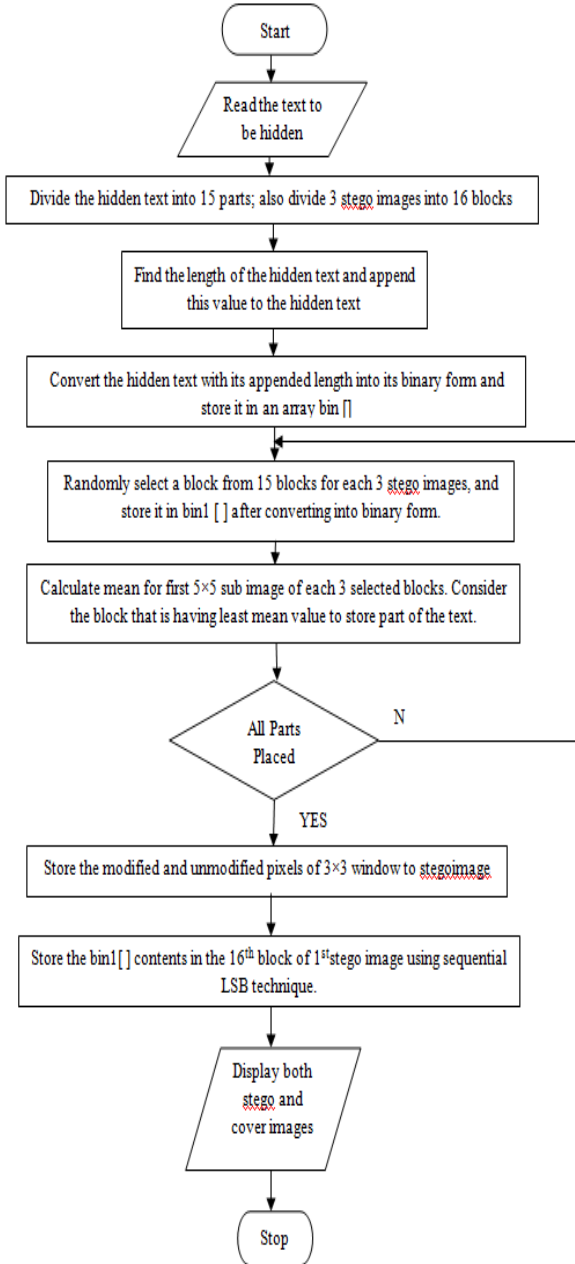 Start
Read the text to
be hidden
Divide the hidden text into 15 parts; also divide 3 stego images into 16 blocks
Find the length of the hidden text and append
this value to the hidden text
Convert the hidden text with its appended length into its binary form and
store it in an array bin []
Randomly select a block from 15 blocks for each 3 stego images, and
store it in bin1 [ ] after converting into binary form.
Calculate mean for first 5×5 sub image of each 3 selected blocks. Consider
the block that is having least mean value to store part of the text.
All Parts
Placed
N
YES
Store the modified and unmodified pixels of 3×3 window to stegoimage
Store the bin1[ ] contents in the 16th block of 1ststego image using sequential
LSB technique.
Display both
stego and
cover images
Stop